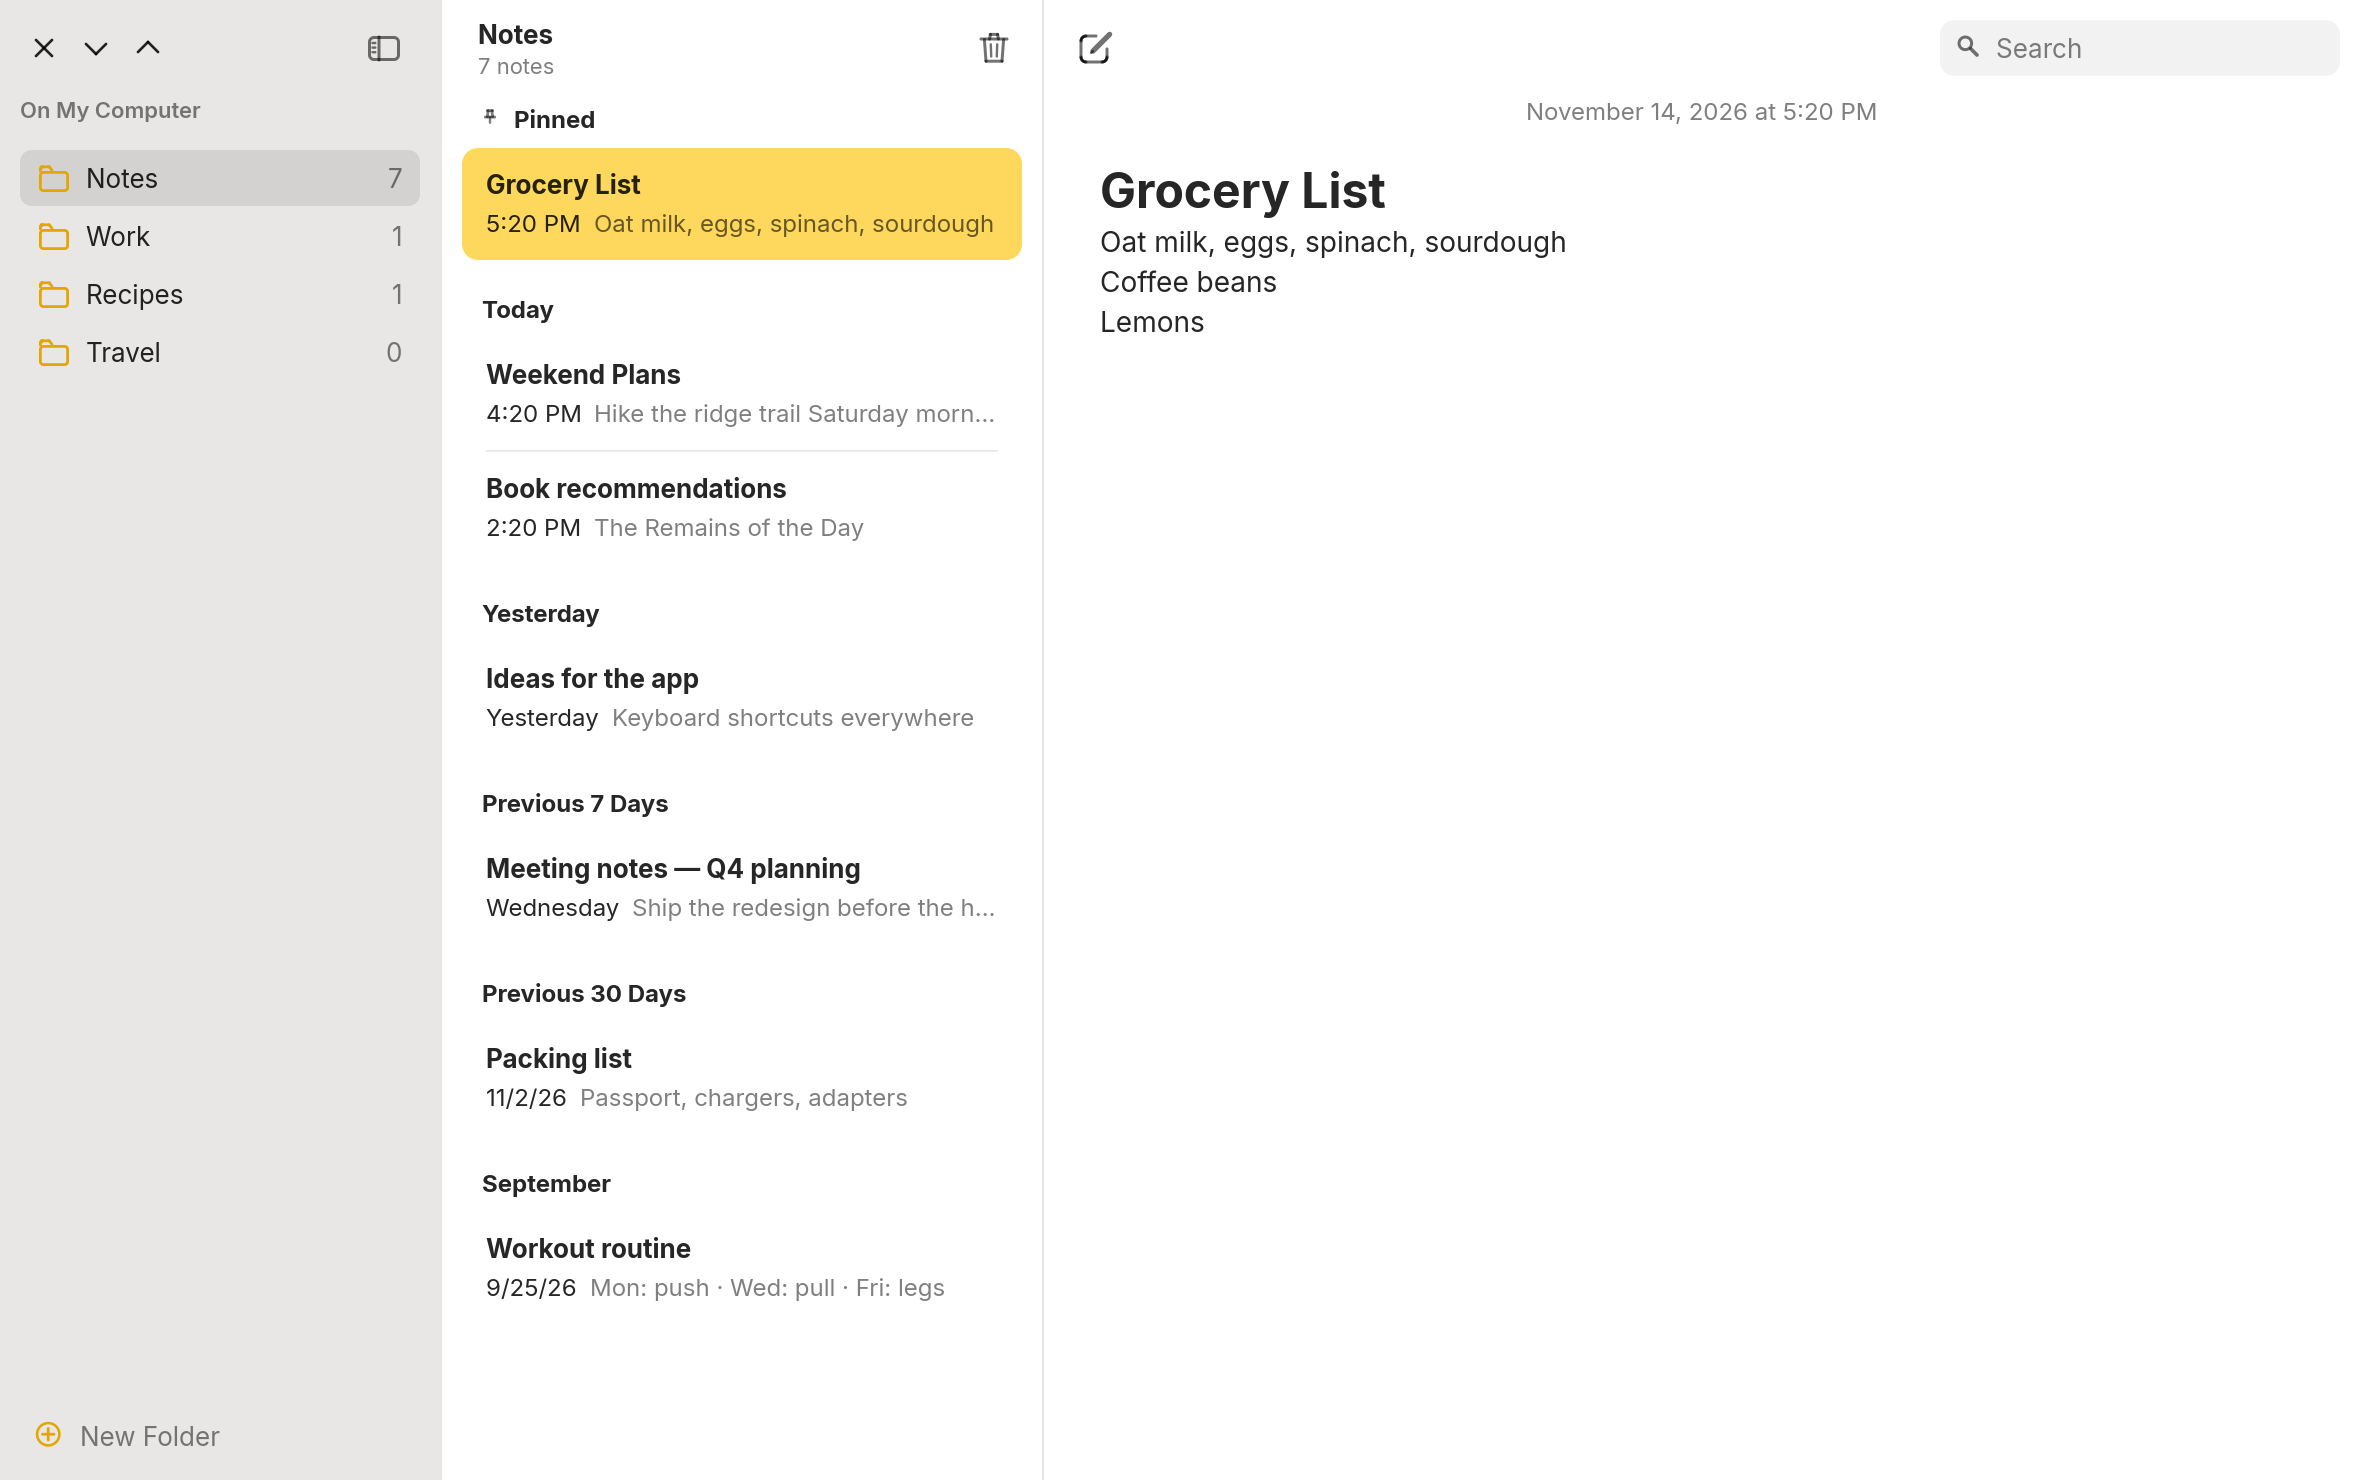 On My Computer
Notes 7
Work 1
Recipes 1
Travel 0
New Folder
Notes
7 notes
Pinned
Grocery List
5:20 PM Oat milk, eggs, spinach, sourdough
Today
Weekend Plans
4:20 PM Hike the ridge trail Saturday morn...
Book recommendations
2:20 PM The Remains of the Day
Yesterday
Ideas for the app
Yesterday Keyboard shortcuts everywhere
Previous 7 Days
Meeting notes — Q4 planning
Wednesday Ship the redesign before the h...
Previous 30 Days
Packing list
11/2/26 Passport, chargers, adapters
September
Workout routine
9/25/26 Mon: push · Wed: pull · Fri: legs
Search
November 14, 2026 at 5:20 PM
Grocery List
Oat milk, eggs, spinach, sourdough
Coffee beans
Lemons